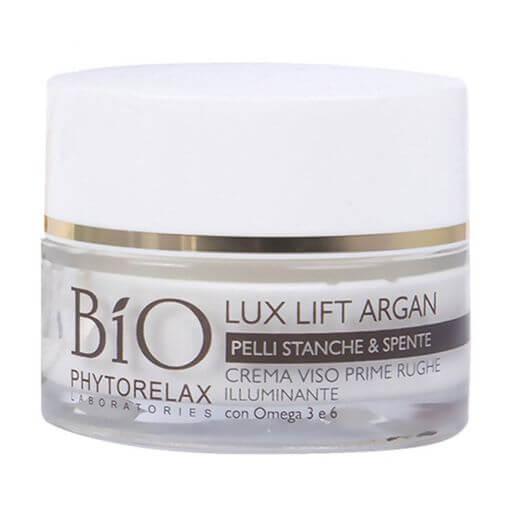 BIO
PHYTORELAX
LABORATORIES
LUX LIFT ARGAN
PELLI STANCHE & SPENTE
CREMA VISO PRIME RUGHE
ILLUMINANTE
con Omega 3 e 6